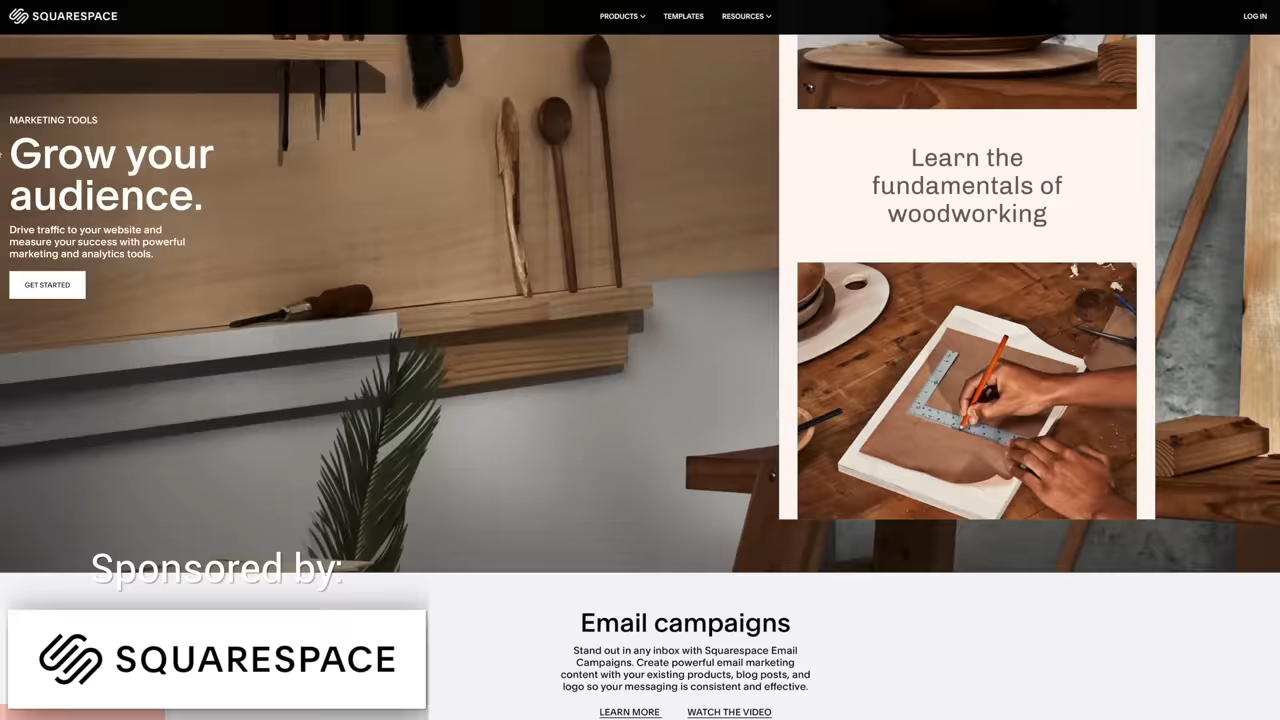 SQUARESPACE
PRODUCTS
TEMPLATES
RESOURCES
LOG IN
MARKETING TOOLS
Grow your
audience.
Drive traffic to your website and
measure your success with powerful
marketing and analytics tools.
GET STARTED
Learn the
fundamentals of
woodworking
Sponsored by:
SQUARESPACE
Email campaigns
Stand out in any inbox with Squarespace Email
Campaigns. Create powerful email marketing
content with your existing products, blog posts, and
logo so your messaging is consistent and effective.
LEARN MORE
WATCH THE VIDEO